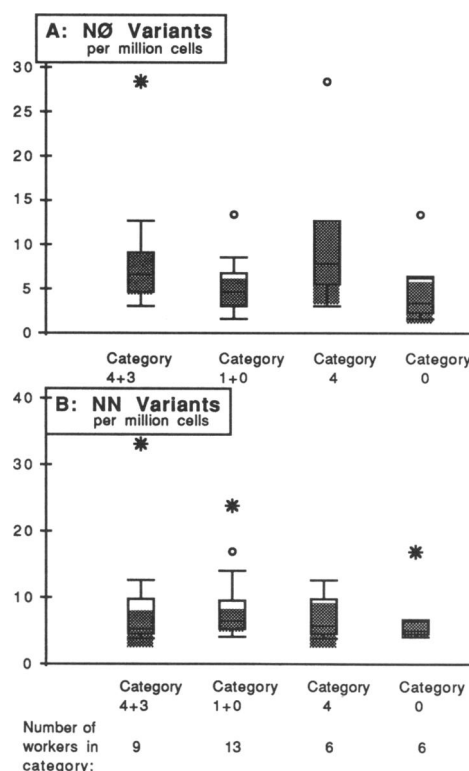 A: NØ Variants
per million cells
30
25
20
15
10
5
0
Category Category Category Category
4+3 1+0 4 0
B: NN Variants
per million cells
40
30
20
10
0
Category Category Category Category
4+3 1+0 4 0
Number of
workers in 9 13 6 6
category: